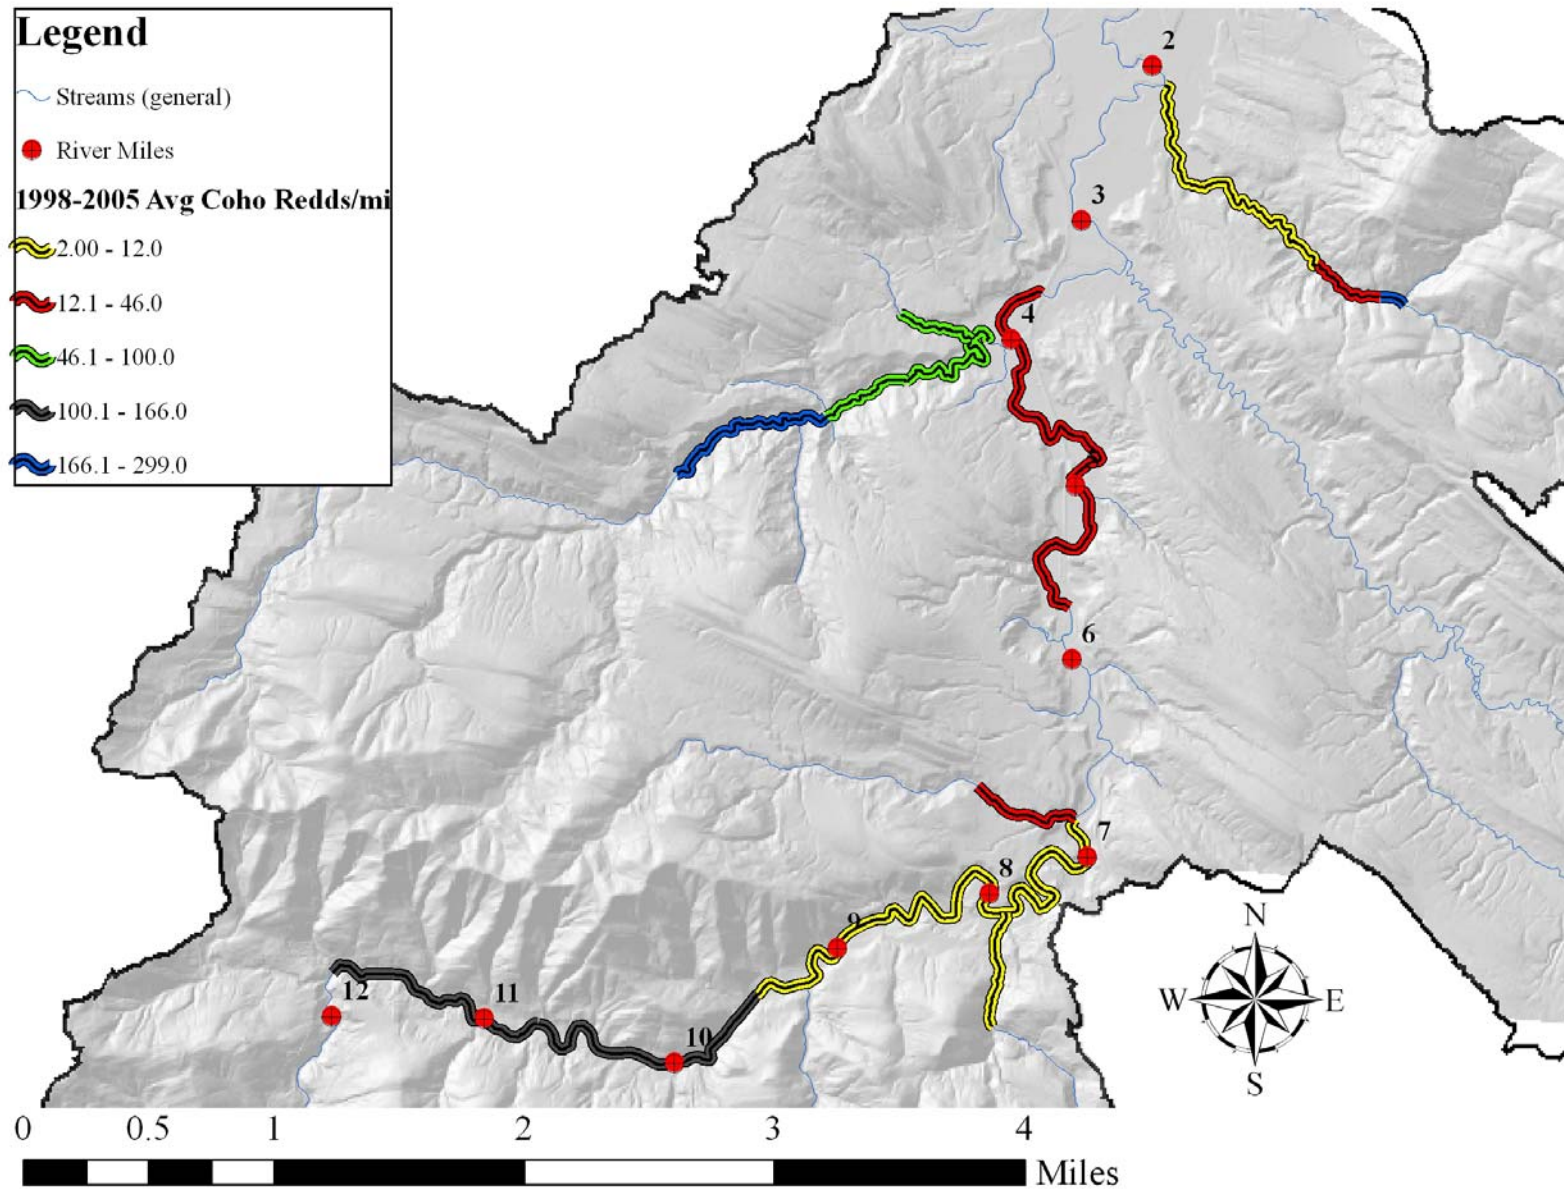 Legend
Streams (general)
River Miles
1998-2005 Avg Coho Redds/mi
2.00 - 12.0
12.1 - 46.0
46.1 - 100.0
100.1 - 166.0
166.1 - 299.0
2
3
4
6
7
8
9
10
11
12
N
W E
S
0 0.5 1 2 3 4
Miles